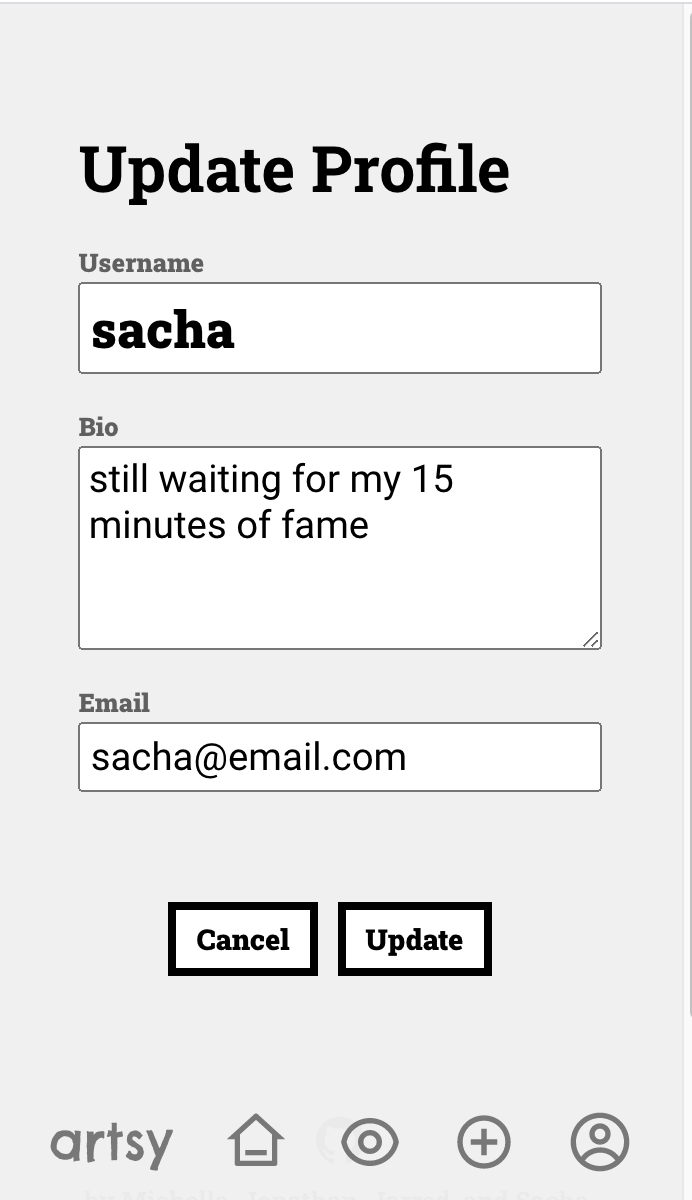 Update Profile
Username
sacha
Bio
still waiting for my 15
minutes of fame
Email
sacha@email.com
Cancel Update
artsy